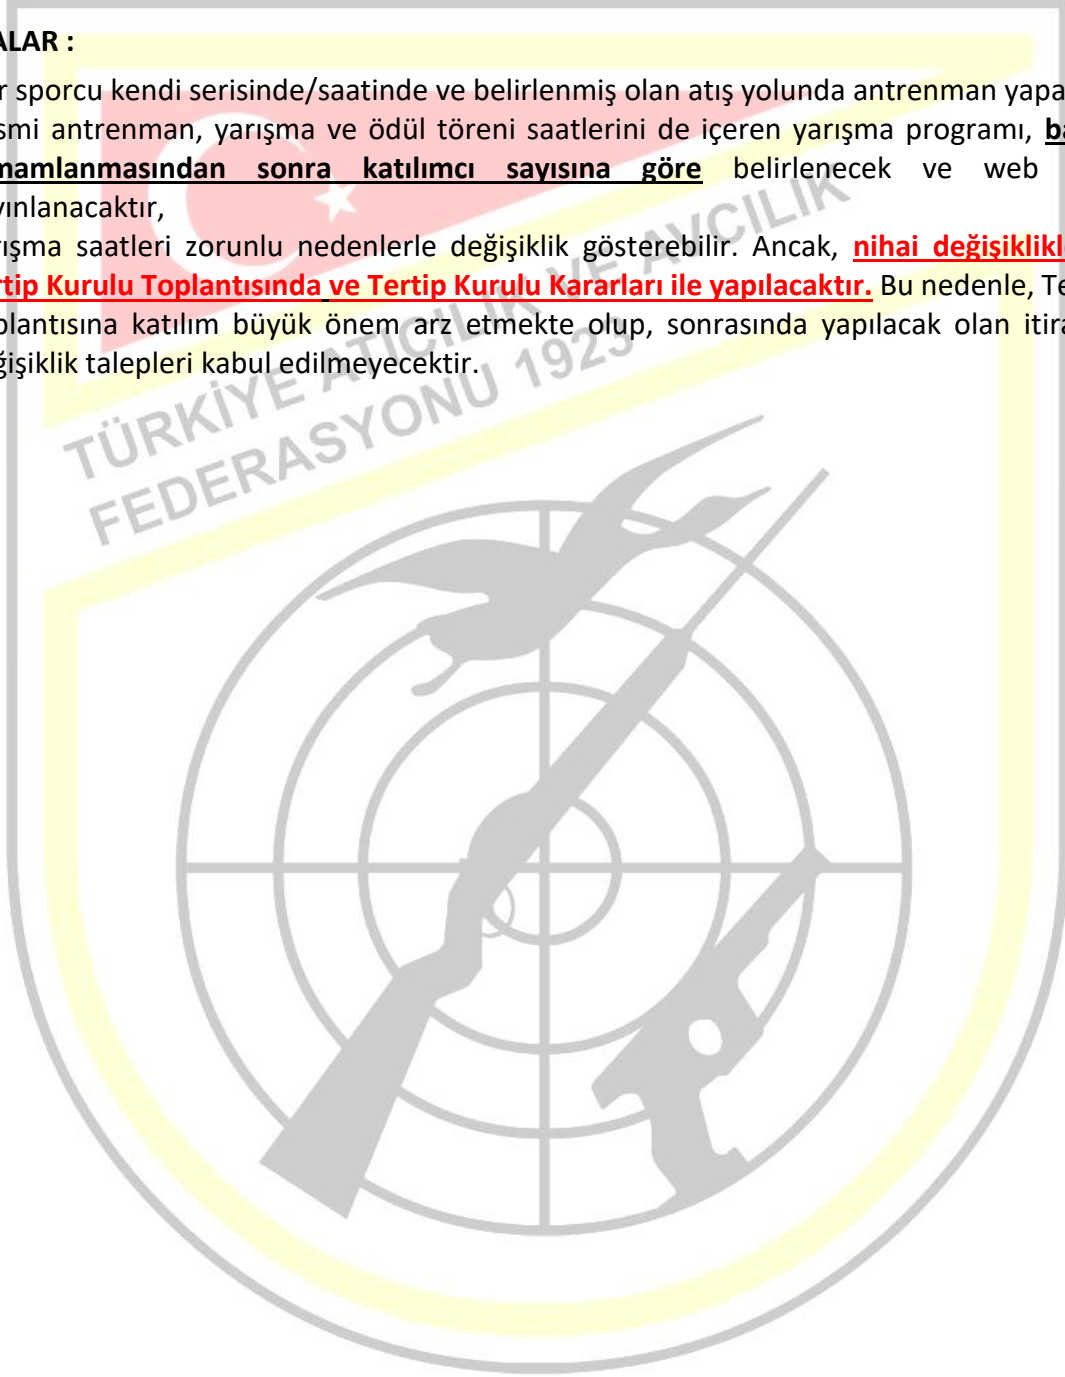 ALAR :
r sporcu kendi serisinde/saatinde ve belirlenmiş olan atış yolunda antrenman yapa
smi antrenman, yarışma ve ödül töreni saatlerini de içeren yarışma programı, ba
mamlanmasından sonra katılımcı sayısına göre belirlenecek ve web
yınlanacaktır,
rışma saatleri zorunlu nedenlerle değişiklik gösterebilir. Ancak, nihai değişiklikle
rtip Kurulu Toplantısında ve Tertip Kurulu Kararları ile yapılacaktır. Bu nedenle, Te
plantısına katılım büyük önem arz etmekte olup, sonrasında yapılacak olan itira
ğişiklik talepleri kabul edilmeyecektir.
TÜRKİYE ATICILIK VE AVCILIK
FEDERASYONU 1923